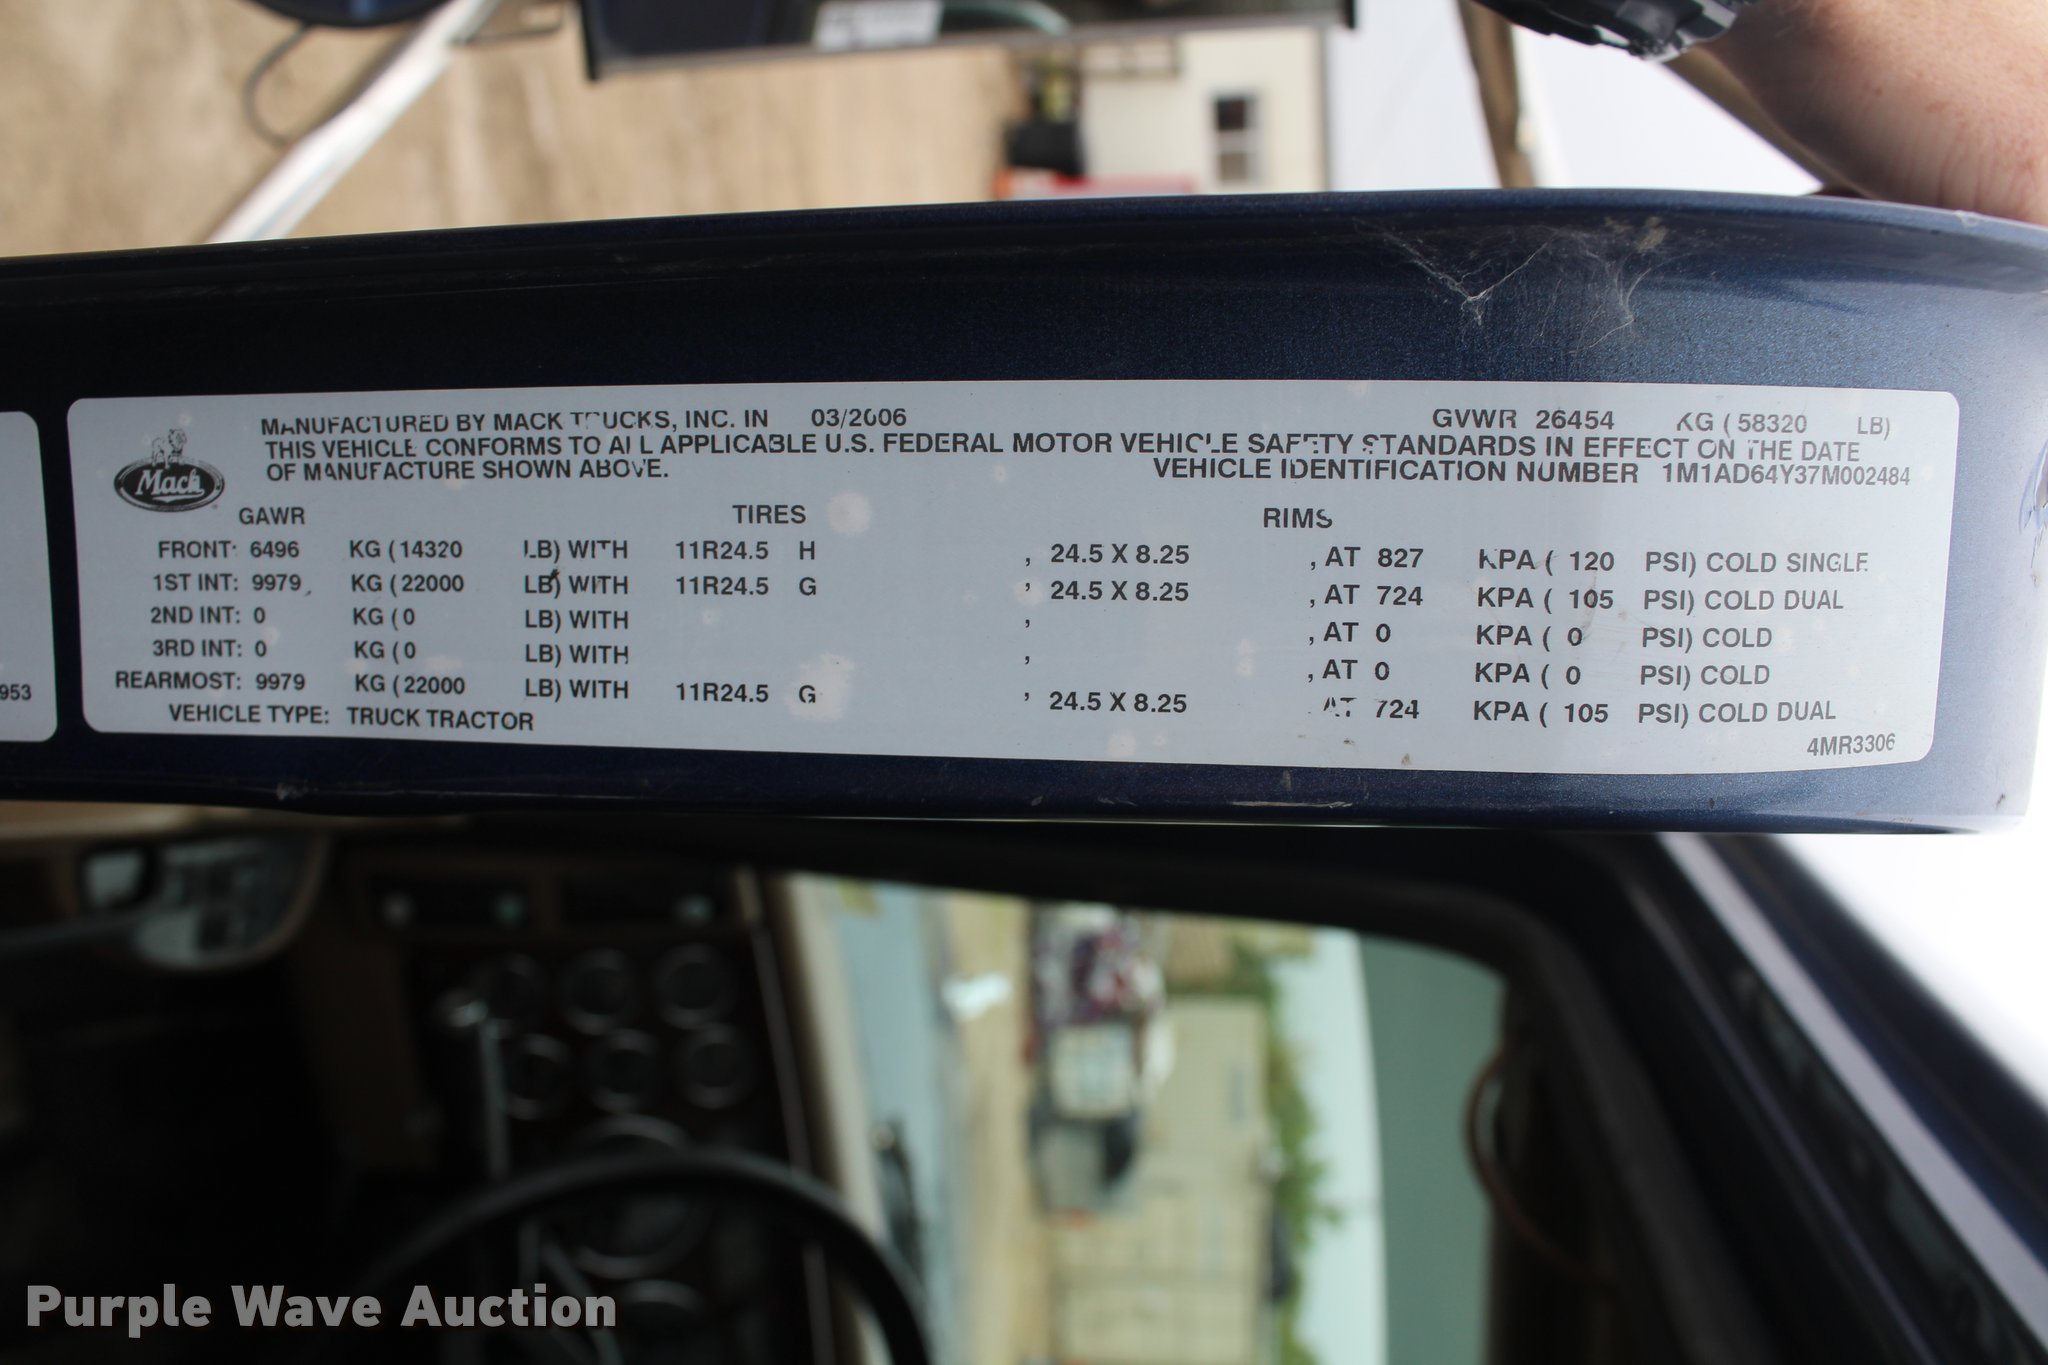 MANUFACTURED BY MACK TRUCKS, INC. IN 03/2006 GVWR 26454 KG ( 58320 LB)
THIS VEHICLE CONFORMS TO ALL APPLICABLE U.S. FEDERAL MOTOR VEHICLE SAFETY STANDARDS IN EFFECT ON THE DATE
OF MANUFACTURE SHOWN ABOVE. VEHICLE IDENTIFICATION NUMBER 1M1AD64Y37M002484
Mack
GAWR TIRES RIMS
FRONT: 6496 KG ( 14320 LB) WITH 11R24.5 H , 24.5 X 8.25 , AT 827 KPA ( 120 PSI) COLD SINGLE
1ST INT: 9979 KG ( 22000 LB) WITH 11R24.5 G , 24.5 X 8.25 , AT 724 KPA ( 105 PSI) COLD DUAL
2ND INT: 0 KG ( 0 LB) WITH , , AT 0 KPA ( 0 PSI) COLD
3RD INT: 0 KG ( 0 LB) WITH , , AT 0 KPA ( 0 PSI) COLD
REARMOST: 9979 KG ( 22000 LB) WITH 11R24.5 G , 24.5 X 8.25 AT 724 KPA ( 105 PSI) COLD DUAL
VEHICLE TYPE: TRUCK TRACTOR
4MR3306
953
Purple Wave Auction